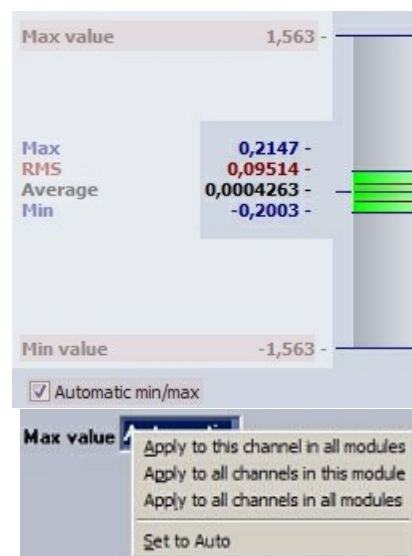 Max value 1,563 -
Max 0,2147 -
RMS 0,09514 -
Average 0,0004263 -
Min -0,2003 -
Min value -1,563 -
Automatic min/max
Max value
Apply to this channel in all modules
Apply to all channels in this module
Apply to all channels in all modules
Set to Auto